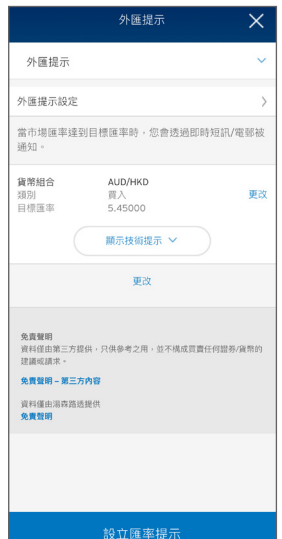 外匯提示
外匯提示
外匯提示設定
當市場匯率達到目標匯率時，您會透過即時短訊/電郵被
通知。
貨幣組合 AUD/HKD
類別 買入 更改
目標匯率 5.45000
顯示技術提示
更改
免責聲明
資料僅由第三方提供，只供參考之用，並不構成買賣任何證券/貨幣的
建議或請求。
免責聲明 – 第三方內容
資料僅由湯森路透提供
免責聲明
設立匯率提示